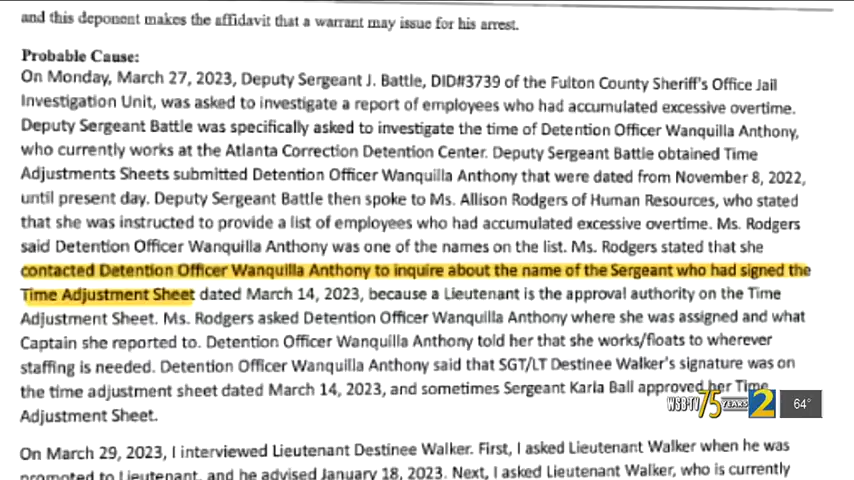 and this deponent makes the affidavit that a warrant may issue for his arrest.
Probable Cause:
On Monday, March 27, 2023, Deputy Sergeant J. Battle, DID#3739 of the Fulton County Sheriff's Office Jail
Investigation Unit, was asked to investigate a report of employees who had accumulated excessive overtime.
Deputy Sergeant Battle was specifically asked to investigate the time of Detention Officer Wanquilla Anthony,
who currently works at the Atlanta Correction Detention Center. Deputy Sergeant Battle obtained Time
Adjustments Sheets submitted Detention Officer Wanquilla Anthony that were dated from November 8, 2022,
until present day. Deputy Sergeant Battle then spoke to Ms. Allison Rodgers of Human Resources, who stated
that she was instructed to provide a list of employees who had accumulated excessive overtime. Ms. Rodgers
said Detention Officer Wanquilla Anthony was one of the names on the list. Ms. Rodgers stated that she
contacted Detention Officer Wanquilla Anthony to inquire about the name of the Sergeant who had signed the
Time Adjustment Sheet dated March 14, 2023, because a Lieutenant is the approval authority on the Time
Adjustment Sheet. Ms. Rodgers asked Detention Officer Wanquilla Anthony where she was assigned and what
Captain she reported to. Detention Officer Wanquilla Anthony told her that she works/floats to wherever
staffing is needed. Detention Officer Wanquilla Anthony said that SGT/LT Destinee Walker's signature was on
the time adjustment sheet dated March 14, 2023, and sometimes Sergeant Karla Ball approved her Time
Adjustment Sheet.
WSB-TV 75 YEARS 2 64°
On March 29, 2023, I interviewed Lieutenant Destinee Walker. First, I asked Lieutenant Walker when he was
promoted to Lieutenant, and he advised January 18, 2023. Next, I asked Lieutenant Walker, who is currently